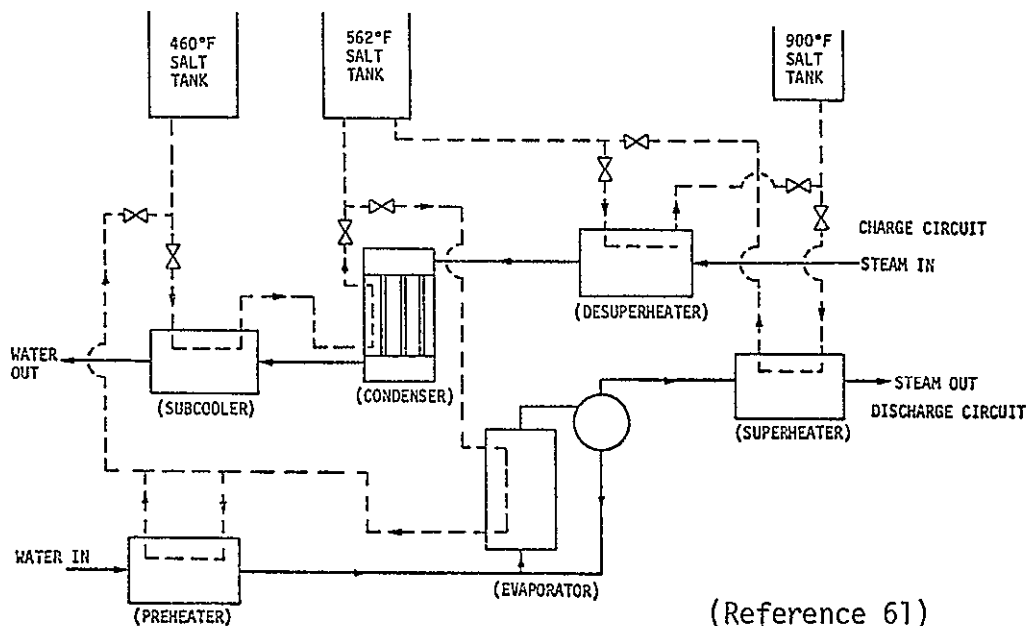 460°F
SALT
TANK
562°F
SALT
TANK
900°F
SALT
TANK
CHARGE CIRCUIT
STEAM IN
(DESUPERHEATER)
WATER
OUT
(SUBCOOLER)
(CONDENSER)
STEAM OUT
DISCHARGE CIRCUIT
(SUPERHEATER)
WATER IN
(EVAPORATOR)
(PREHEATER)
(Reference 61)